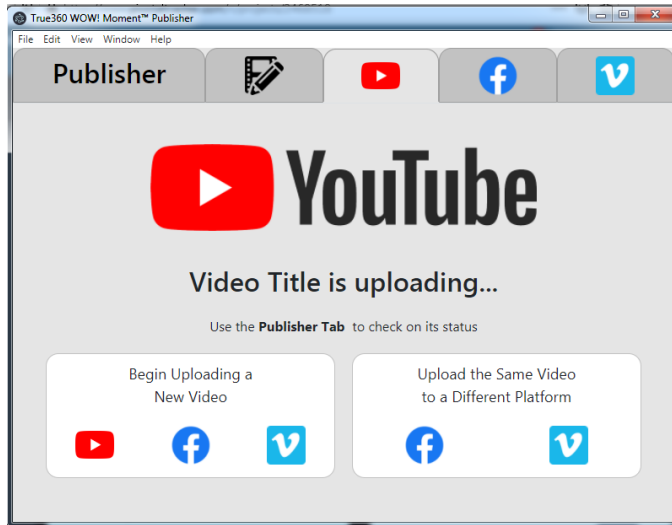 True360 WOW! Moment™ Publisher
File Edit View Window Help
Publisher
YouTube
Video Title is uploading...
Use the Publisher Tab to check on its status
Begin Uploading a
New Video
Upload the Same Video
to a Different Platform